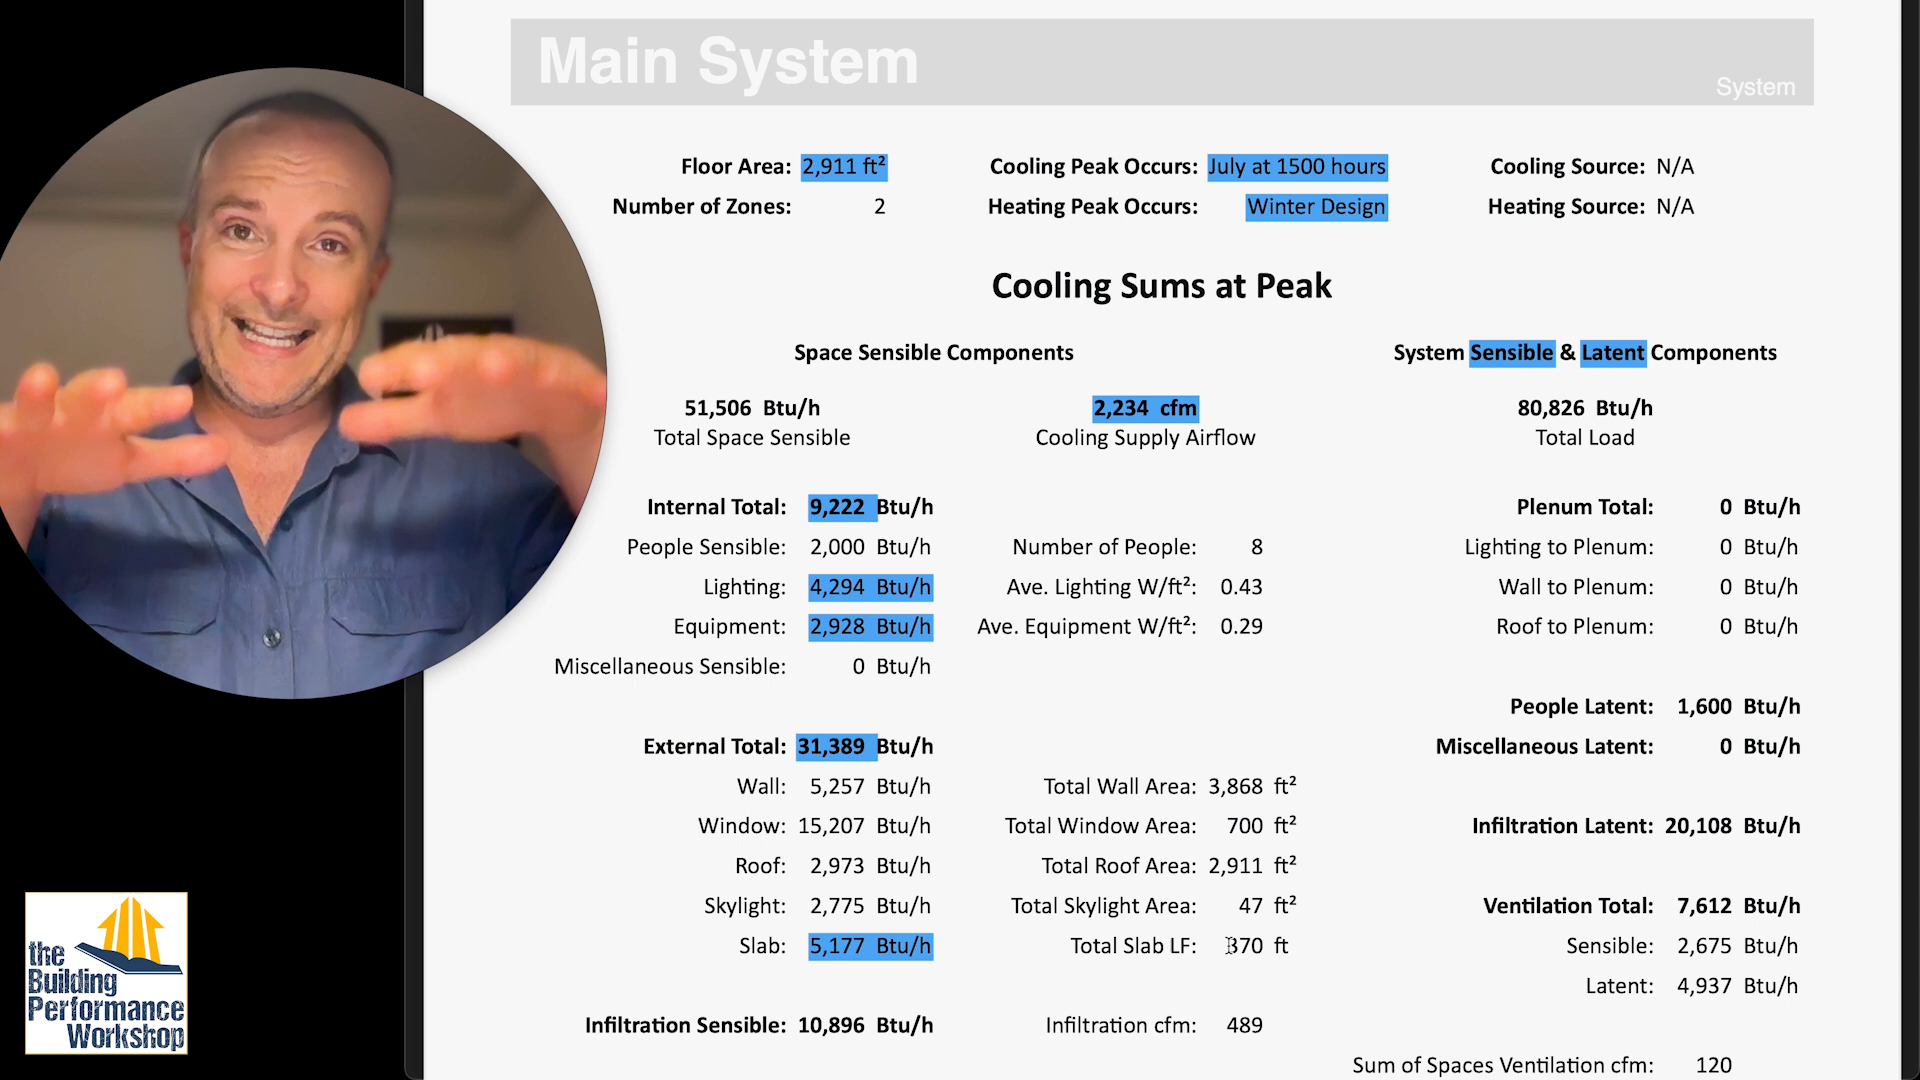 Main System
System
Floor Area: 2,911 ft² Cooling Peak Occurs: July at 1500 hours Cooling Source: N/A
Number of Zones: 2 Heating Peak Occurs: Winter Design Heating Source: N/A
Cooling Sums at Peak
Space Sensible Components System Sensible & Latent Components
51,506 Btu/h 2,234 cfm 80,826 Btu/h
Total Space Sensible Cooling Supply Airflow Total Load
Internal Total: 9,222 Btu/h Plenum Total: 0 Btu/h
People Sensible: 2,000 Btu/h Number of People: 8 Lighting to Plenum: 0 Btu/h
Lighting: 4,294 Btu/h Ave. Lighting W/ft²: 0.43 Wall to Plenum: 0 Btu/h
Equipment: 2,928 Btu/h Ave. Equipment W/ft²: 0.29 Roof to Plenum: 0 Btu/h
Miscellaneous Sensible: 0 Btu/h
People Latent: 1,600 Btu/h
External Total: 31,389 Btu/h Miscellaneous Latent: 0 Btu/h
Wall: 5,257 Btu/h Total Wall Area: 3,868 ft²
Window: 15,207 Btu/h Total Window Area: 700 ft² Infiltration Latent: 20,108 Btu/h
Roof: 2,973 Btu/h Total Roof Area: 2,911 ft²
Skylight: 2,775 Btu/h Total Skylight Area: 47 ft² Ventilation Total: 7,612 Btu/h
Slab: 5,177 Btu/h Total Slab LF: 370 ft Sensible: 2,675 Btu/h
Latent: 4,937 Btu/h
Infiltration Sensible: 10,896 Btu/h Infiltration cfm: 489
Sum of Spaces Ventilation cfm: 120
the
Building
Performance
Workshop